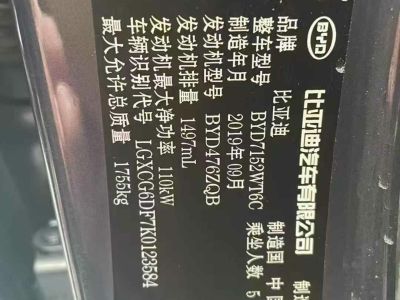 BYD
比亚迪汽车有限公司
品牌 比亚迪 制造国 中国
整车型号 BYD7152WT6C 乘坐人数 5
制造年月 2019年09月
发动机型号 BYD476ZQB
发动机排量 1497mL
发动机最大净功率 110kW
车辆识别代号 LGXCG6DF7K0123584
最大允许总质量 1755kg